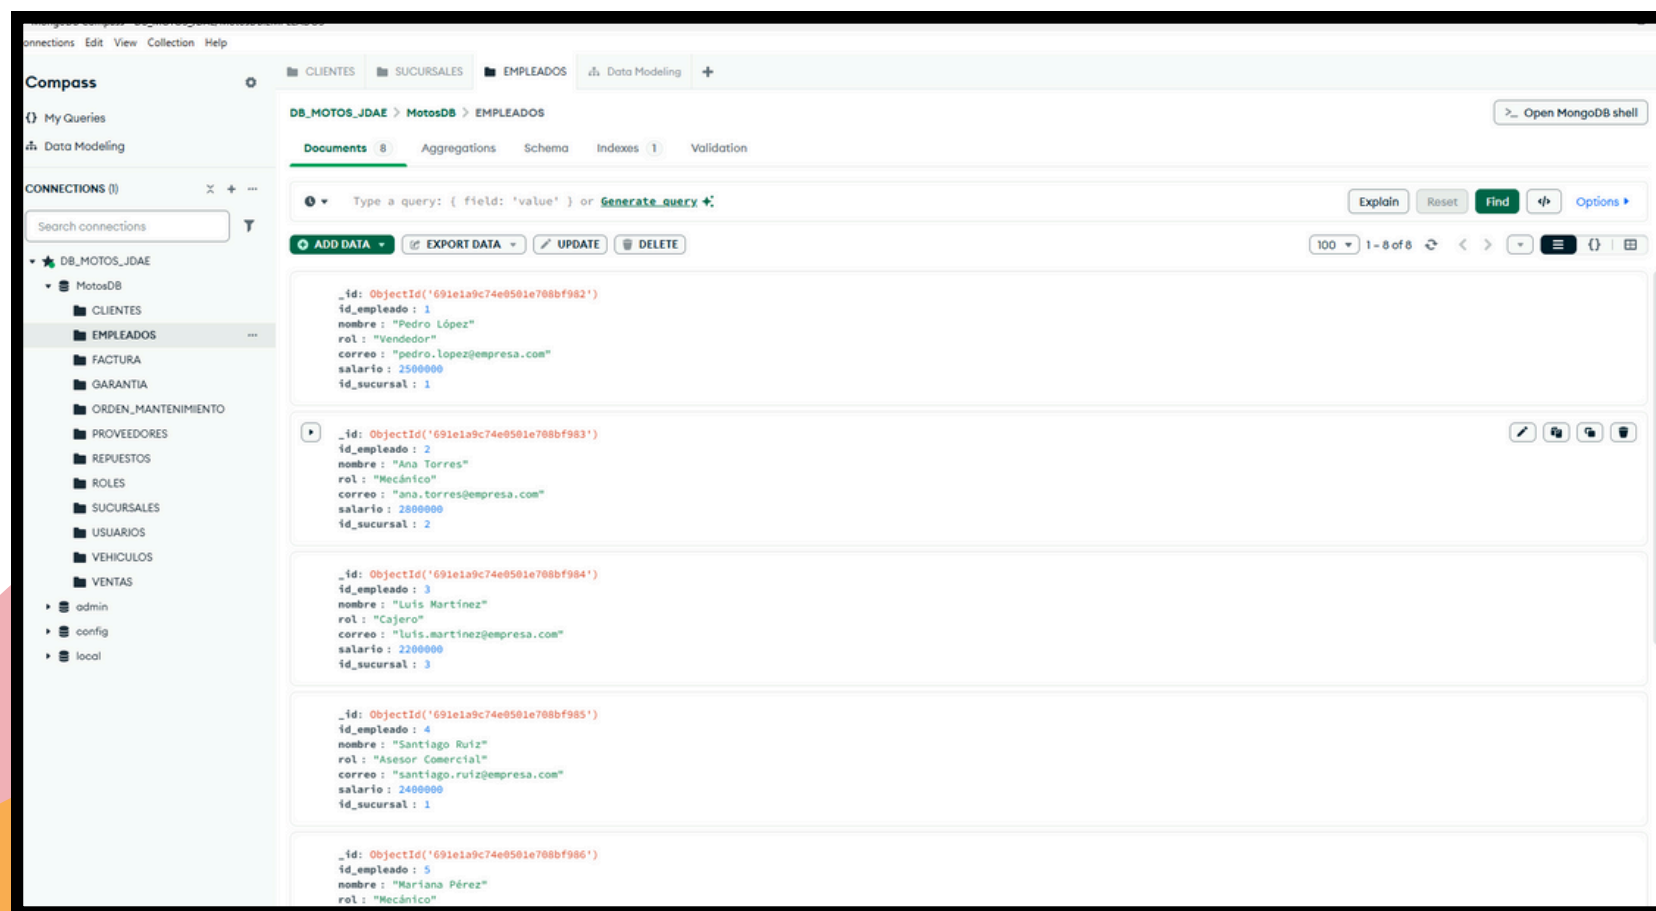 onnections Edit View Collection Help
Compass
CLIENTES SUCURSALES EMPLEADOS Data Modeling
{} My Queries
Data Modeling
DB_MOTOS_JDAE > MotosDB > EMPLEADOS
>_ Open MongoDB shell
Documents 8 Aggregations Schema Indexes 1 Validation
CONNECTIONS (1)
Search connections
Type a query: { field: 'value' } or Generate query
Explain Reset Find </> Options
ADD DATA EXPORT DATA UPDATE DELETE
100 1 – 8 of 8 {}
DB_MOTOS_JDAE
MotosDB
CLIENTES
EMPLEADOS
FACTURA
GARANTIA
ORDEN_MANTENIMIENTO
PROVEEDORES
REPUESTOS
ROLES
SUCURSALES
USUARIOS
VEHICULOS
VENTAS
admin
config
local
_id: ObjectId('691e1a9c74e0501e708bf982')
id_empleado : 1
nombre : "Pedro López"
rol : "Vendedor"
correo : "pedro.lopez@empresa.com"
salario : 2500000
id_sucursal : 1
_id: ObjectId('691e1a9c74e0501e708bf983')
id_empleado : 2
nombre : "Ana Torres"
rol : "Mecánico"
correo : "ana.torres@empresa.com"
salario : 2800000
id_sucursal : 2
_id: ObjectId('691e1a9c74e0501e708bf984')
id_empleado : 3
nombre : "Luis Martínez"
rol : "Cajero"
correo : "luis.martinez@empresa.com"
salario : 2200000
id_sucursal : 3
_id: ObjectId('691e1a9c74e0501e708bf985')
id_empleado : 4
nombre : "Santiago Ruiz"
rol : "Asesor Comercial"
correo : "santiago.ruiz@empresa.com"
salario : 2400000
id_sucursal : 1
_id: ObjectId('691e1a9c74e0501e708bf986')
id_empleado : 5
nombre : "Mariana Pérez"
rol : "Mecánico"